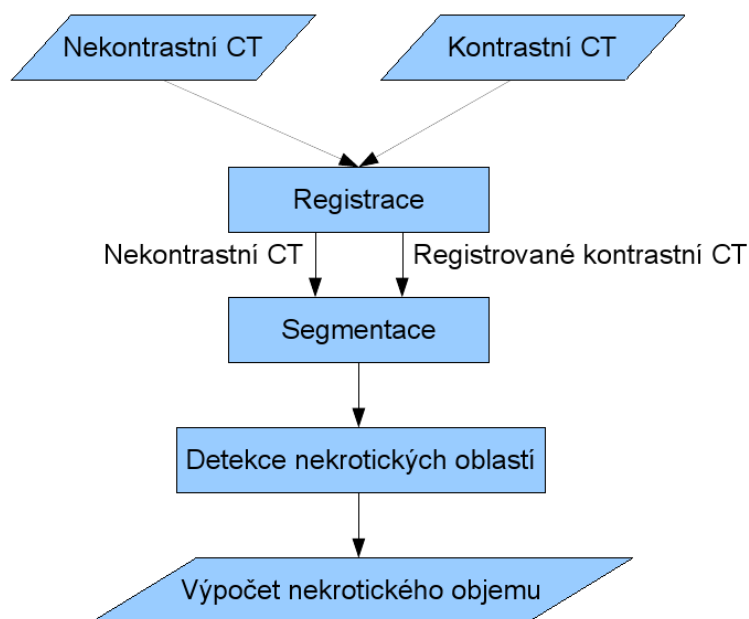 Nekontrastní CT
Kontrastní CT
Registrace
Nekontrastní CT
Registrované kontrastní CT
Segmentace
Detekce nekrotických oblastí
Výpočet nekrotického objemu